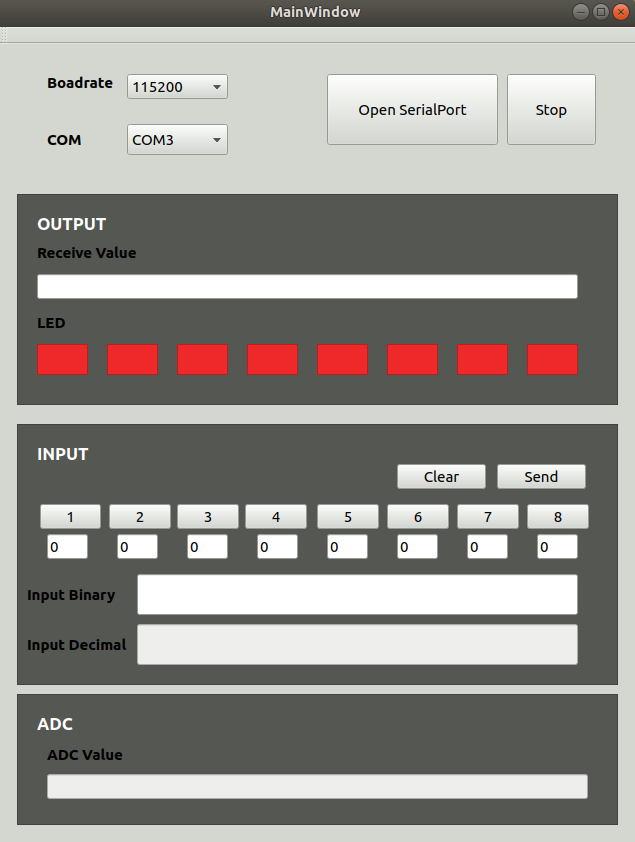 MainWindow
Boadrate 115200
Open SerialPort Stop
COM COM3
OUTPUT
Receive Value
LED
INPUT
Clear Send
1 2 3 4 5 6 7 8
0 0 0 0 0 0 0 0
Input Binary
Input Decimal
ADC
ADC Value